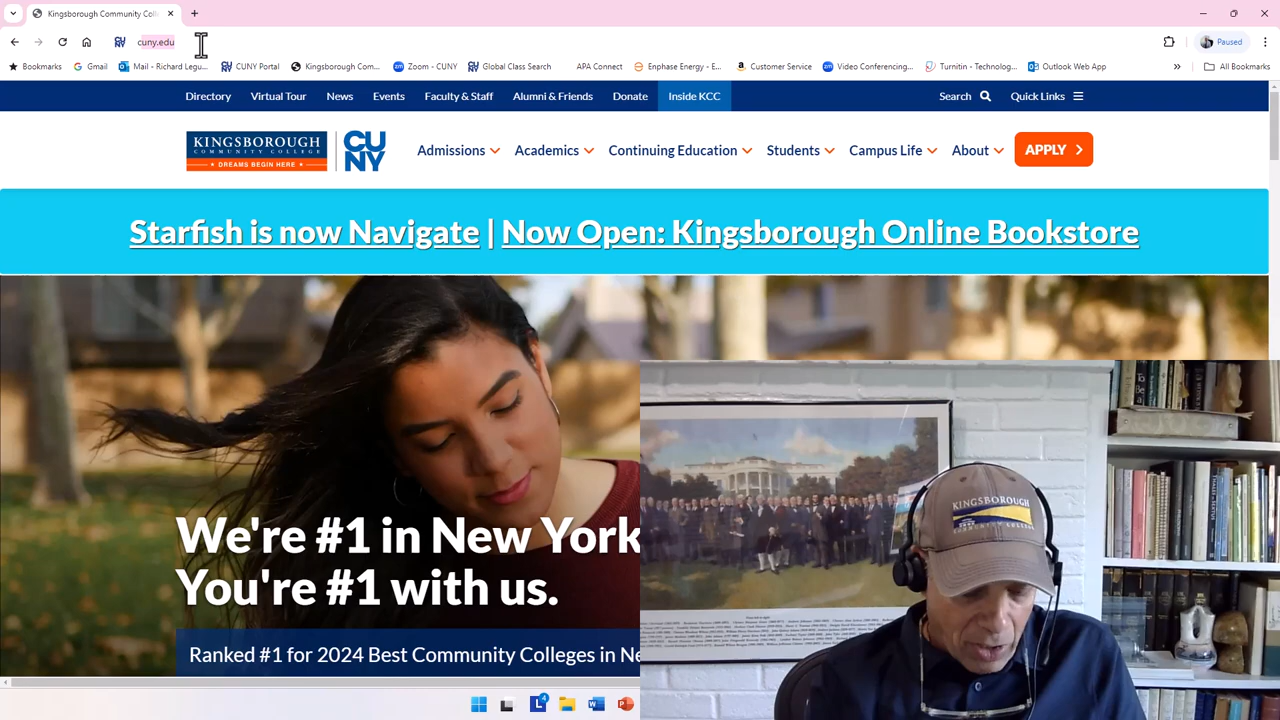 Kingsborough Community Coll
cuny.edu
Paused
Bookmarks
Gmail
Mail - Richard Legu...
CUNY Portal
Kingsborough Com...
Zoom - CUNY
Global Class Search
APA Connect
Enphase Energy - E...
Customer Service
Video Conferencing...
Turnitin - Technolog...
Outlook Web App
»
All Bookmarks
Directory
Virtual Tour
News
Events
Faculty & Staff
Alumni & Friends
Donate
Inside KCC
Search
Quick Links
KINGSBOROUGH
COMMUNITY COLLEGE
DREAMS BEGIN HERE
CU
NY
Admissions
Academics
Continuing Education
Students
Campus Life
About
APPLY
Starfish is now Navigate | Now Open: Kingsborough Online Bookstore
We're #1 in New York
You're #1 with us.
Ranked #1 for 2024 Best Community Colleges in Ne
KINGSBOROUGH
4